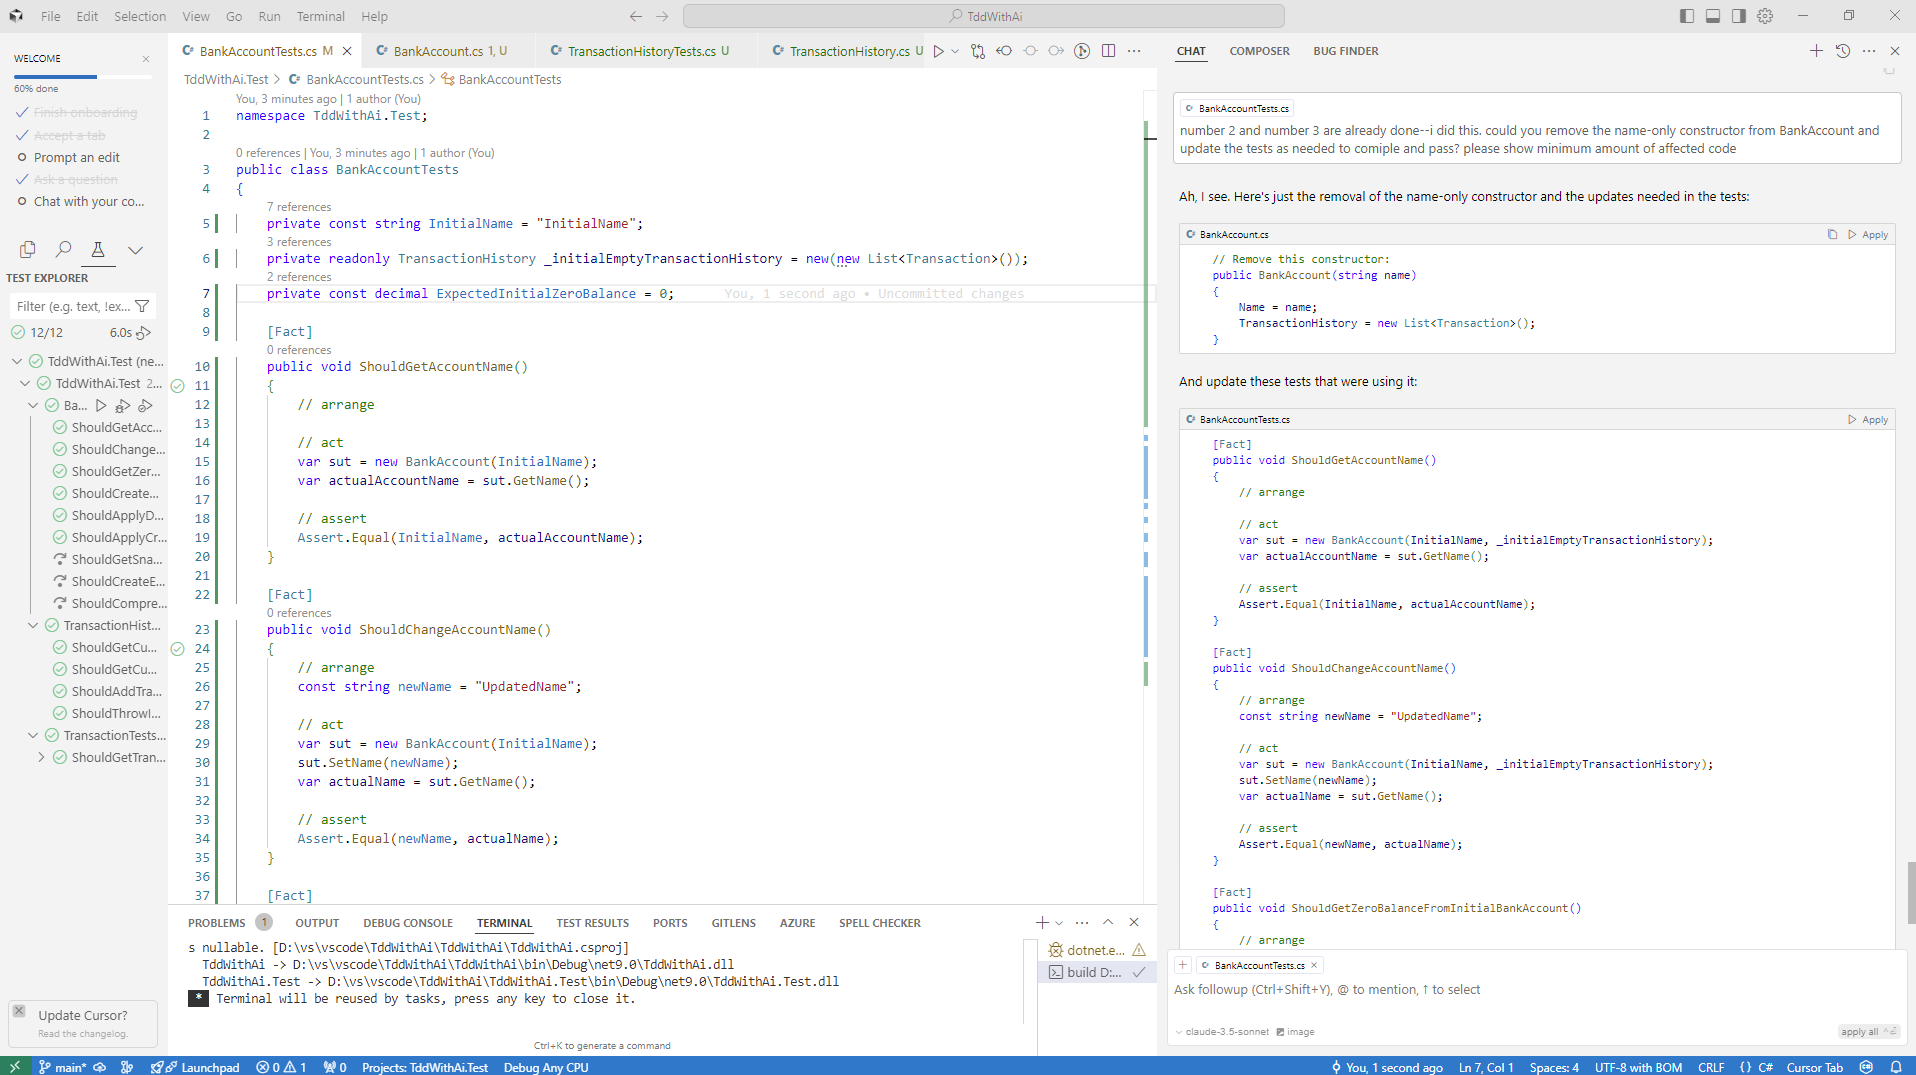 File Edit Selection View Go Run Terminal Help
TddWithAi
WELCOME
60% done
Finish onboarding
Accept a tab
Prompt an edit
Ask a question
Chat with your co...
TEST EXPLORER
Filter (e.g. text, !ex...
12/12 6.0s
TddWithAi.Test (ne...
TddWithAi.Test 2...
Ba...
ShouldGetAcc...
ShouldChange...
ShouldGetZer...
ShouldCreate...
ShouldApplyD...
ShouldApplyCr...
ShouldGetSna...
ShouldCreateE...
ShouldCompre...
TransactionHist...
ShouldGetCu...
ShouldGetCu...
ShouldAddTra...
ShouldThrowI...
TransactionTests...
ShouldGetTran...
Update Cursor?
Read the changelog.
BankAccountTests.cs M
BankAccount.cs 1, U
TransactionHistoryTests.cs U
TransactionHistory.cs U
TddWithAi.Test > BankAccountTests.cs > BankAccountTests
You, 3 minutes ago | 1 author (You)
1 namespace TddWithAi.Test;
2
0 references | You, 3 minutes ago | 1 author (You)
3 public class BankAccountTests
4 {
7 references
5 private const string InitialName = "InitialName";
3 references
6 private readonly TransactionHistory _initialEmptyTransactionHistory = new(new List<Transaction>());
2 references
7 private const decimal ExpectedInitialZeroBalance = 0; You, 1 second ago • Uncommitted changes
8
9 [Fact]
0 references
10 public void ShouldGetAccountName()
11 {
12 // arrange
13
14 // act
15 var sut = new BankAccount(InitialName);
16 var actualAccountName = sut.GetName();
17
18 // assert
19 Assert.Equal(InitialName, actualAccountName);
20 }
21
22 [Fact]
0 references
23 public void ShouldChangeAccountName()
24 {
25 // arrange
26 const string newName = "UpdatedName";
27
28 // act
29 var sut = new BankAccount(InitialName);
30 sut.SetName(newName);
31 var actualName = sut.GetName();
32
33 // assert
34 Assert.Equal(newName, actualName);
35 }
36
37 [Fact]
PROBLEMS 1 OUTPUT DEBUG CONSOLE TERMINAL TEST RESULTS PORTS GITLENS AZURE SPELL CHECKER
s nullable. [D:\vs\vscode\TddWithAi\TddWithAi\TddWithAi.csproj]
TddWithAi -> D:\vs\vscode\TddWithAi\TddWithAi\bin\Debug\net9.0\TddWithAi.dll
TddWithAi.Test -> D:\vs\vscode\TddWithAi\TddWithAi.Test\bin\Debug\net9.0\TddWithAi.Test.dll
* Terminal will be reused by tasks, press any key to close it.
Ctrl+K to generate a command
dotnet.e...
build D:...
CHAT COMPOSER BUG FINDER
BankAccountTests.cs
number 2 and number 3 are already done--i did this. could you remove the name-only constructor from BankAccount and
update the tests as needed to comiple and pass? please show minimum amount of affected code
Ah, I see. Here's just the removal of the name-only constructor and the updates needed in the tests:
BankAccount.cs Apply
// Remove this constructor:
public BankAccount(string name)
{
Name = name;
TransactionHistory = new List<Transaction>();
}
And update these tests that were using it:
BankAccountTests.cs Apply
[Fact]
public void ShouldGetAccountName()
{
// arrange
// act
var sut = new BankAccount(InitialName, _initialEmptyTransactionHistory);
var actualAccountName = sut.GetName();
// assert
Assert.Equal(InitialName, actualAccountName);
}
[Fact]
public void ShouldChangeAccountName()
{
// arrange
const string newName = "UpdatedName";
// act
var sut = new BankAccount(InitialName, _initialEmptyTransactionHistory);
sut.SetName(newName);
var actualName = sut.GetName();
// assert
Assert.Equal(newName, actualName);
}
[Fact]
public void ShouldGetZeroBalanceFromInitialBankAccount()
{
// arrange
BankAccountTests.cs
Ask followup (Ctrl+Shift+Y), @ to mention, ↑ to select
claude-3.5-sonnet image apply all
main* Launchpad 0 1 0 Projects: TddWithAi.Test Debug Any CPU
You, 1 second ago Ln 7, Col 1 Spaces: 4 UTF-8 with BOM CRLF {} C# Cursor Tab